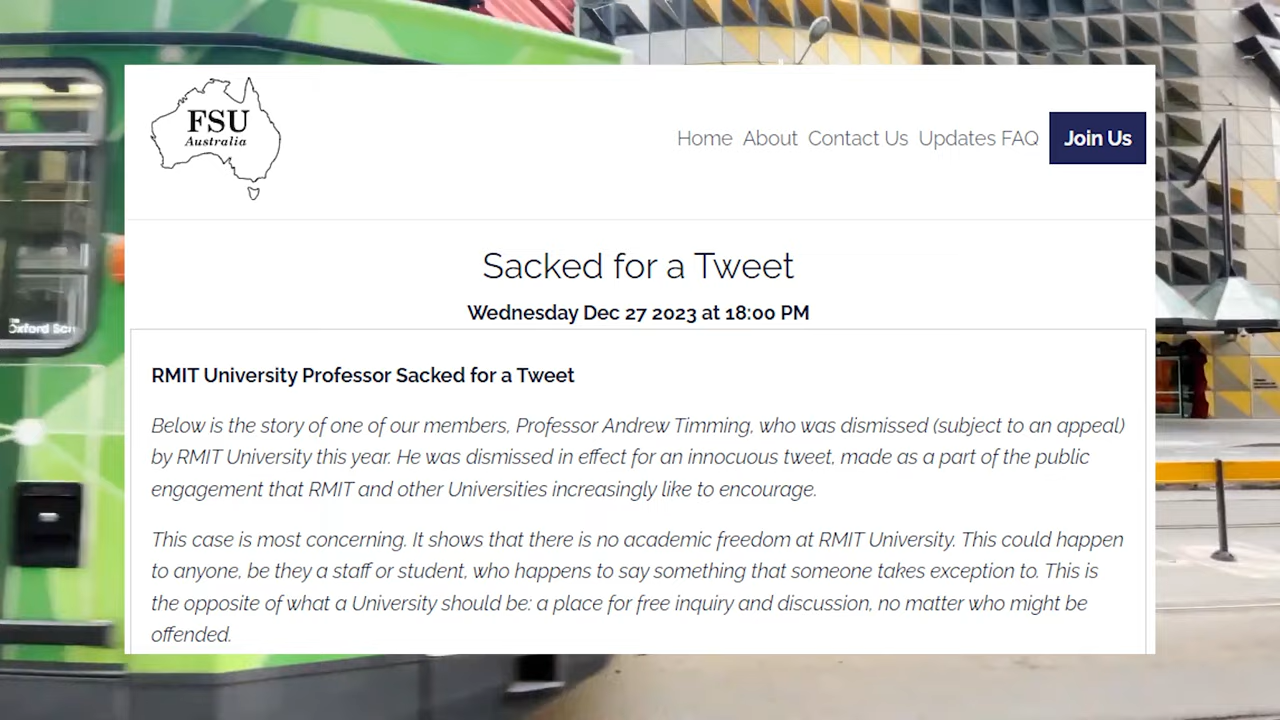 FSU
Australia
Home About Contact Us Updates FAQ Join Us
Sacked for a Tweet
Wednesday Dec 27 2023 at 18:00 PM
RMIT University Professor Sacked for a Tweet
Below is the story of one of our members, Professor Andrew Timming, who was dismissed (subject to an appeal)
by RMIT University this year. He was dismissed in effect for an innocuous tweet, made as a part of the public
engagement that RMIT and other Universities increasingly like to encourage.
This case is most concerning. It shows that there is no academic freedom at RMIT University. This could happen
to anyone, be they a staff or student, who happens to say something that someone takes exception to. This is
the opposite of what a University should be: a place for free inquiry and discussion, no matter who might be
offended.
Oxford